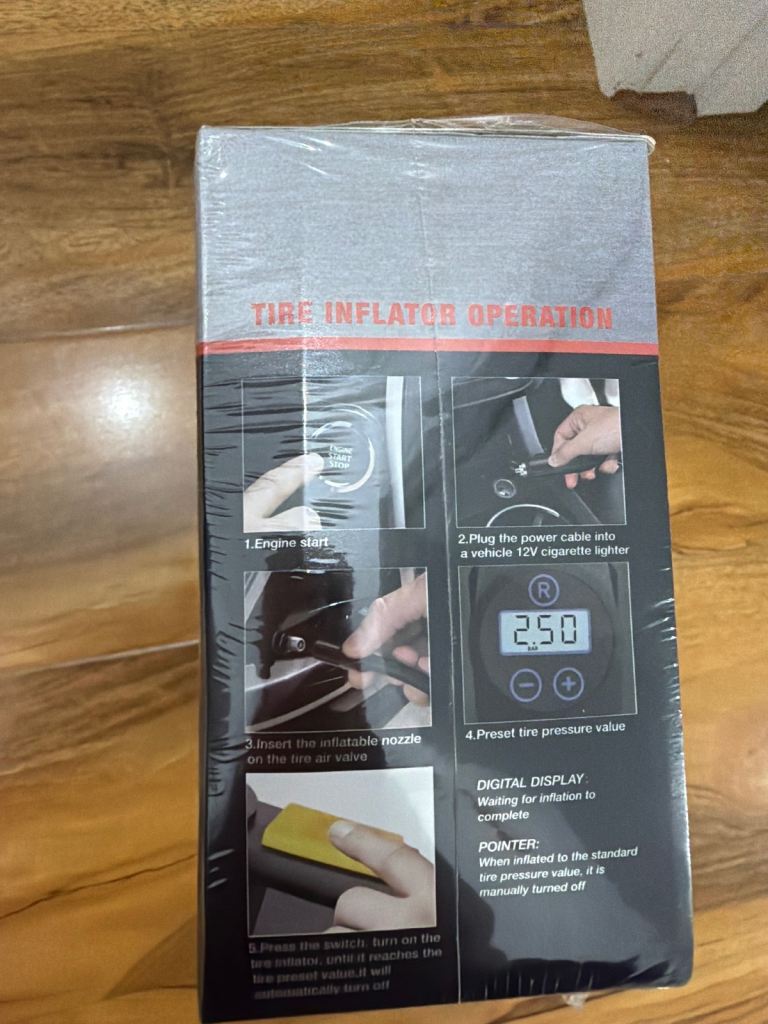 TIRE INFLATOR OPERATION
ENGINE
START
STOP
1.Engine start
2.Plug the power cable into
a vehicle 12V cigarette lighter
R
2.50
BAR
− +
3.Insert the inflatable nozzle
on the tire air valve
4.Preset tire pressure value
5.Press the switch, turn on the
tire inflator, until it reaches the
tire preset value,it will
automatically turn off
DIGITAL DISPLAY:
Waiting for inflation to
complete
POINTER:
When inflated to the standard
tire pressure value, it is
manually turned off